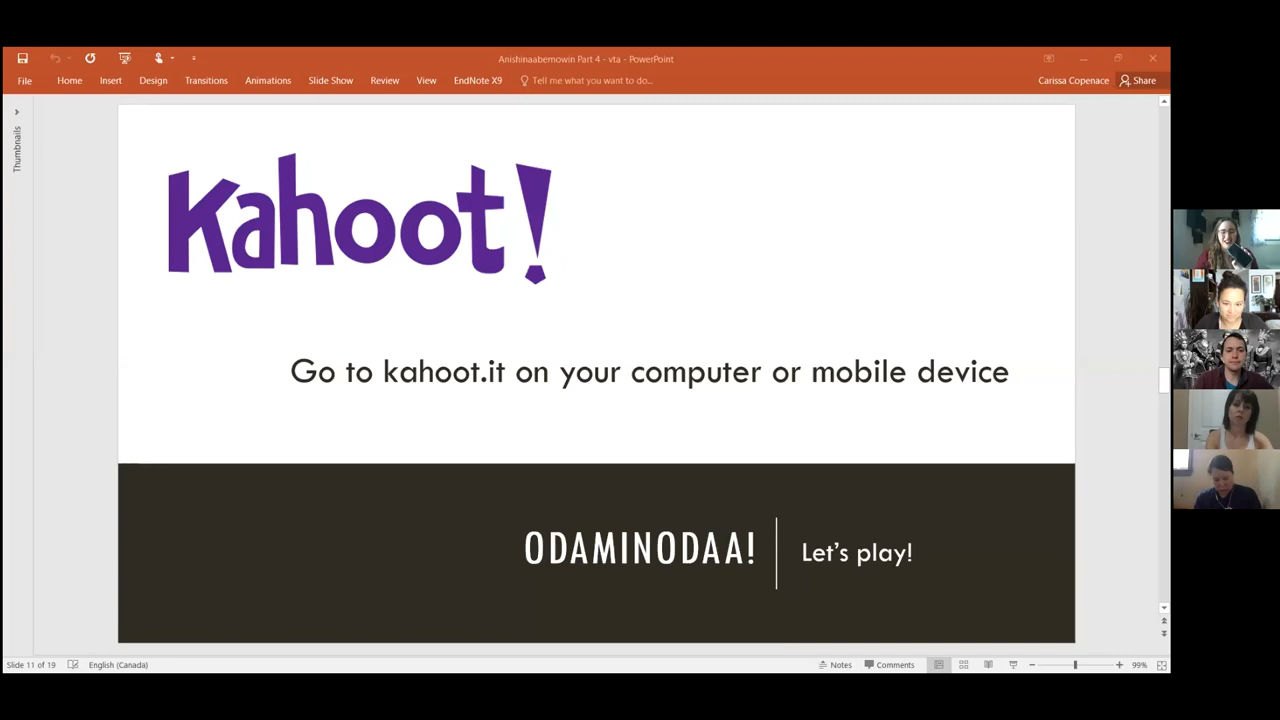 Anishinaabemowin Part 4 - vta - PowerPoint
File Home Insert Design Transitions Animations Slide Show Review View EndNote X9 Tell me what you want to do... Carissa Copenace Share
Thumbnails
Kahoot!
Go to kahoot.it on your computer or mobile device
ODAMINODAA!
Let's play!
Slide 11 of 19 English (Canada) Notes Comments 99%